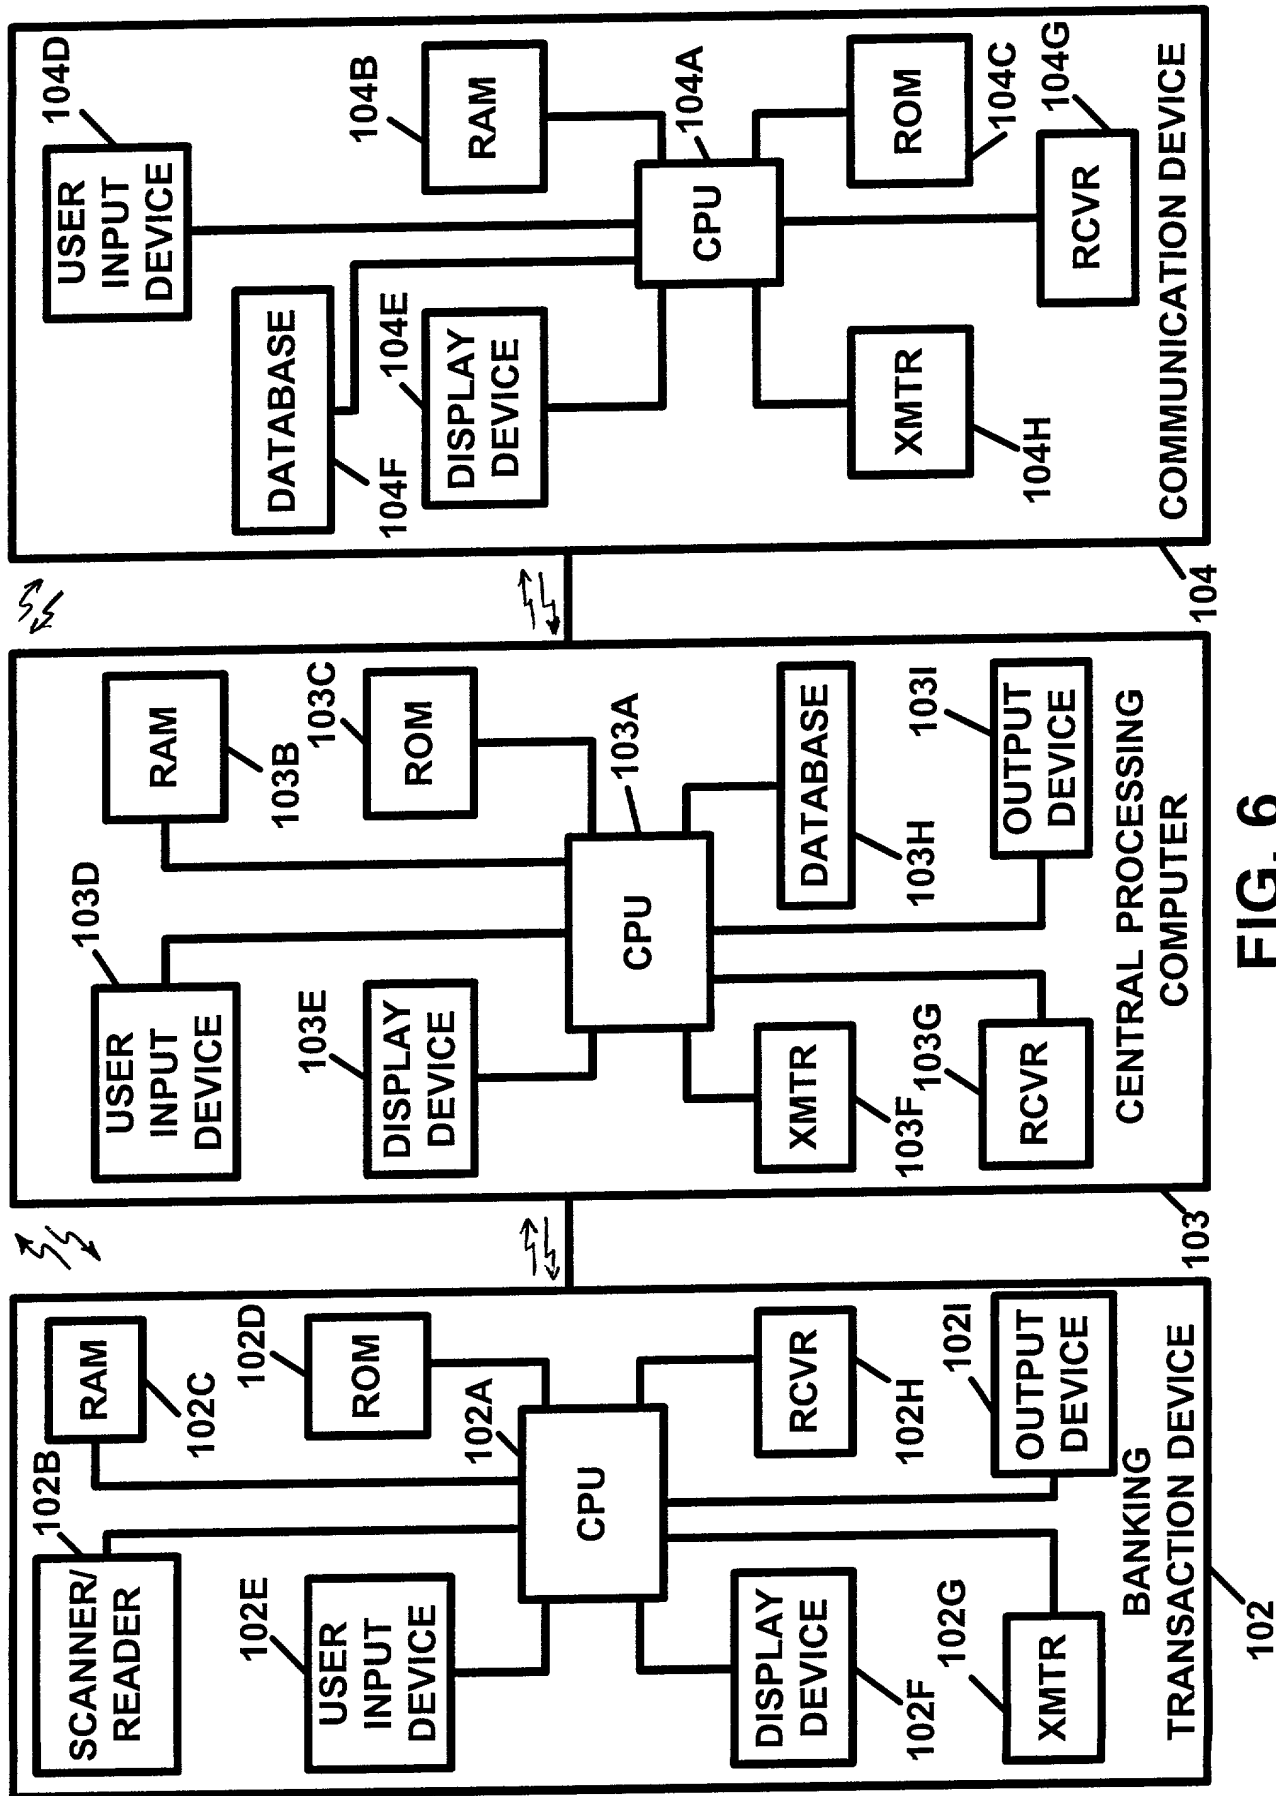 SCANNER/
READER
102B
RAM
102C
USER
INPUT
DEVICE
102E
ROM
102D
CPU
102A
DISPLAY
DEVICE
102F
RCVR
102H
XMTR
102G
OUTPUT
DEVICE
102I
BANKING
TRANSACTION DEVICE
102
USER
INPUT
DEVICE
103D
RAM
103B
DISPLAY
DEVICE
103E
ROM
103C
CPU
103A
XMTR
103F
DATABASE
103H
RCVR
103G
OUTPUT
DEVICE
103I
CENTRAL PROCESSING
COMPUTER
103
USER
INPUT
DEVICE
104D
DATABASE
104F
DISPLAY
DEVICE
104E
RAM
104B
CPU
104A
XMTR
104H
ROM
104C
RCVR
104G
COMMUNICATION DEVICE
104
FIG. 6